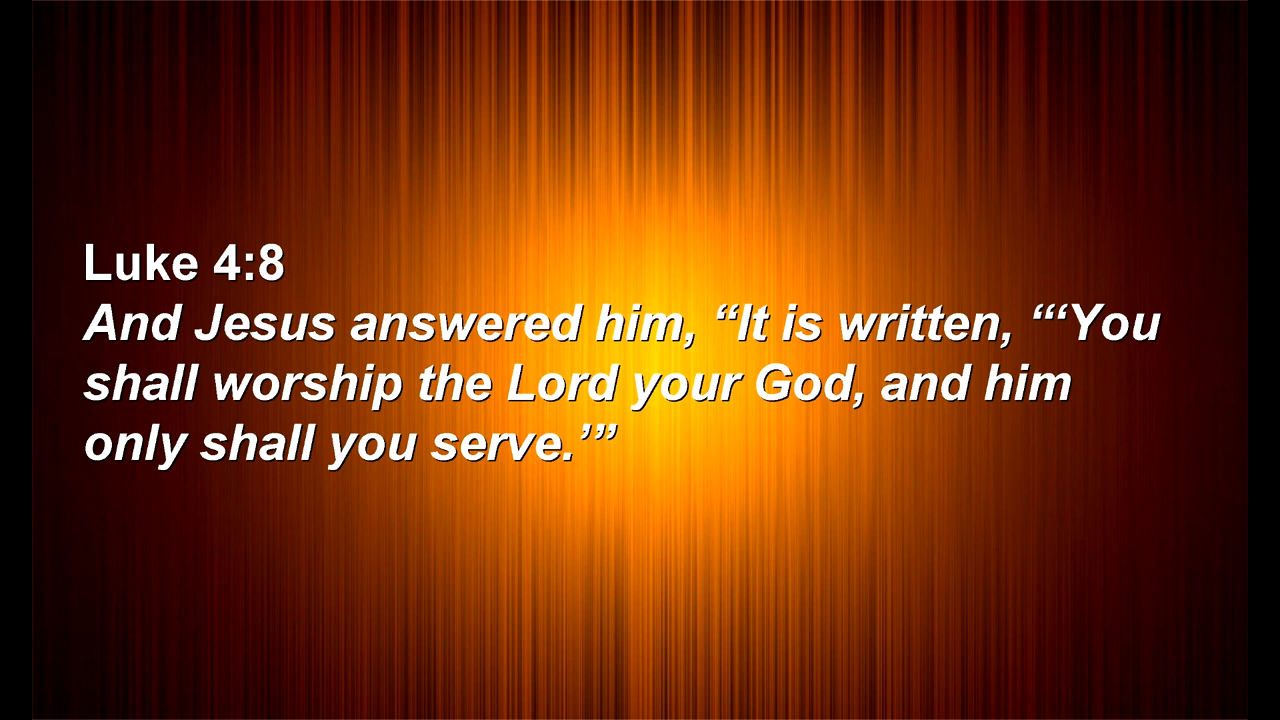 Luke 4:8
And Jesus answered him, “It is written, “‘You
shall worship the Lord your God, and him
only shall you serve.’”